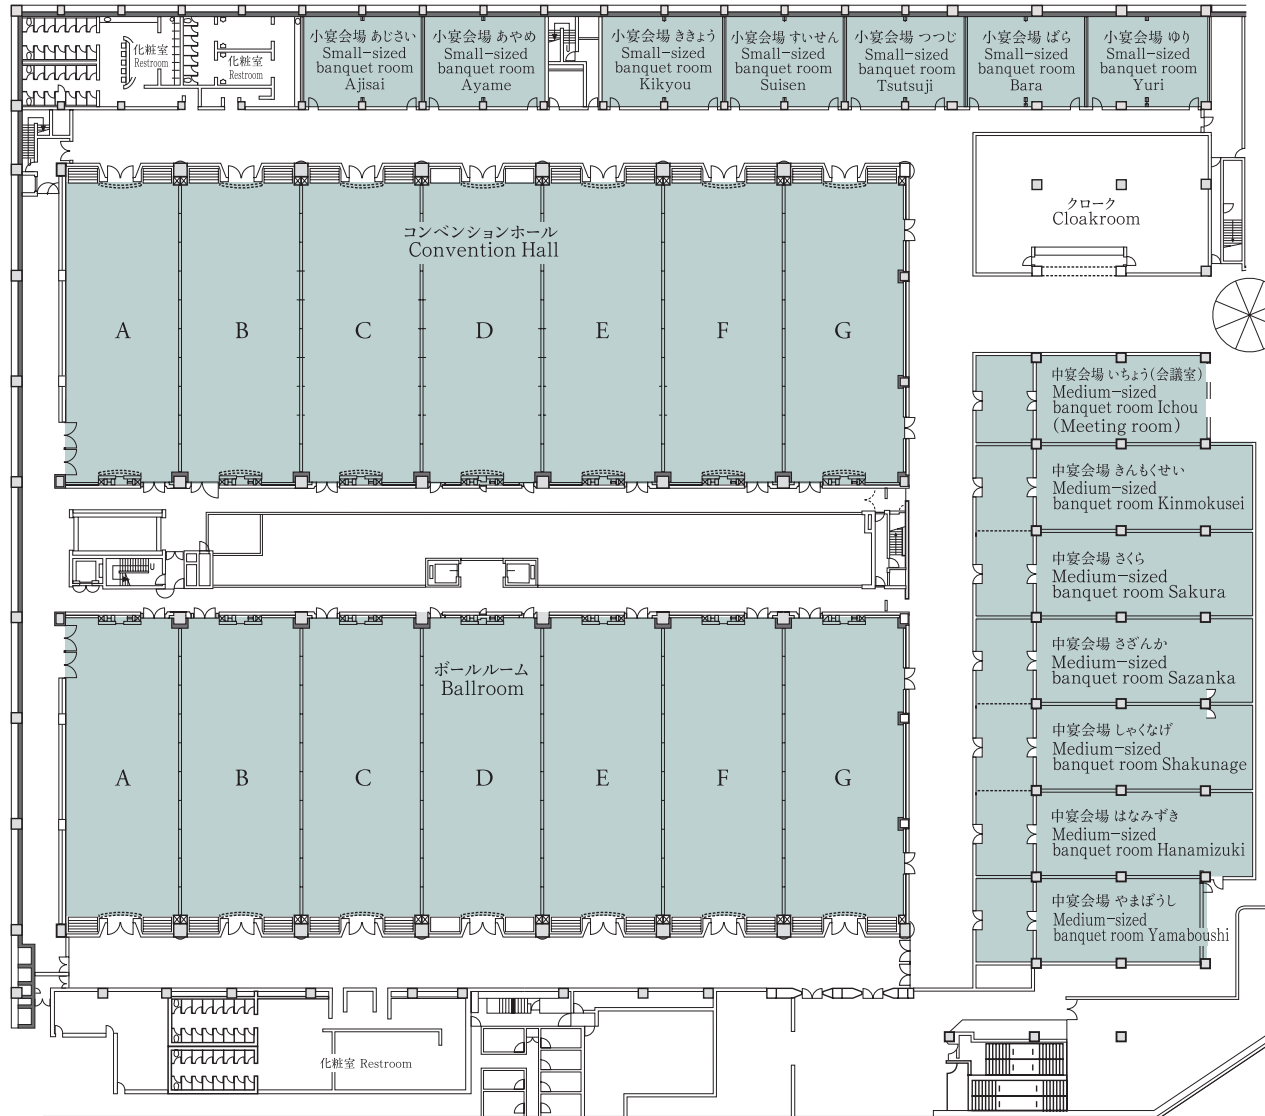 化粧室
Restroom
化粧室
Restroom
小宴会場 あじさい
Small-sized
banquet room
Ajisai
小宴会場 あやめ
Small-sized
banquet room
Ayame
小宴会場 ききょう
Small-sized
banquet room
Kikyou
小宴会場 すいせん
Small-sized
banquet room
Suisen
小宴会場 つつじ
Small-sized
banquet room
Tsutsuji
小宴会場 ばら
Small-sized
banquet room
Bara
小宴会場 ゆり
Small-sized
banquet room
Yuri
クローク
Cloakroom
コンベンションホール
Convention Hall
A
B
C
D
E
F
G
中宴会場 いちょう(会議室)
Medium-sized
banquet room Ichou
(Meeting room)
中宴会場 きんもくせい
Medium-sized
banquet room Kinmokusei
中宴会場 さくら
Medium-sized
banquet room Sakura
中宴会場 さざんか
Medium-sized
banquet room Sazanka
中宴会場 しゃくなげ
Medium-sized
banquet room Shakunage
中宴会場 はなみずき
Medium-sized
banquet room Hanamizuki
中宴会場 やまぼうし
Medium-sized
banquet room Yamaboushi
ボールルーム
Ballroom
A
B
C
D
E
F
G
化粧室 Restroom